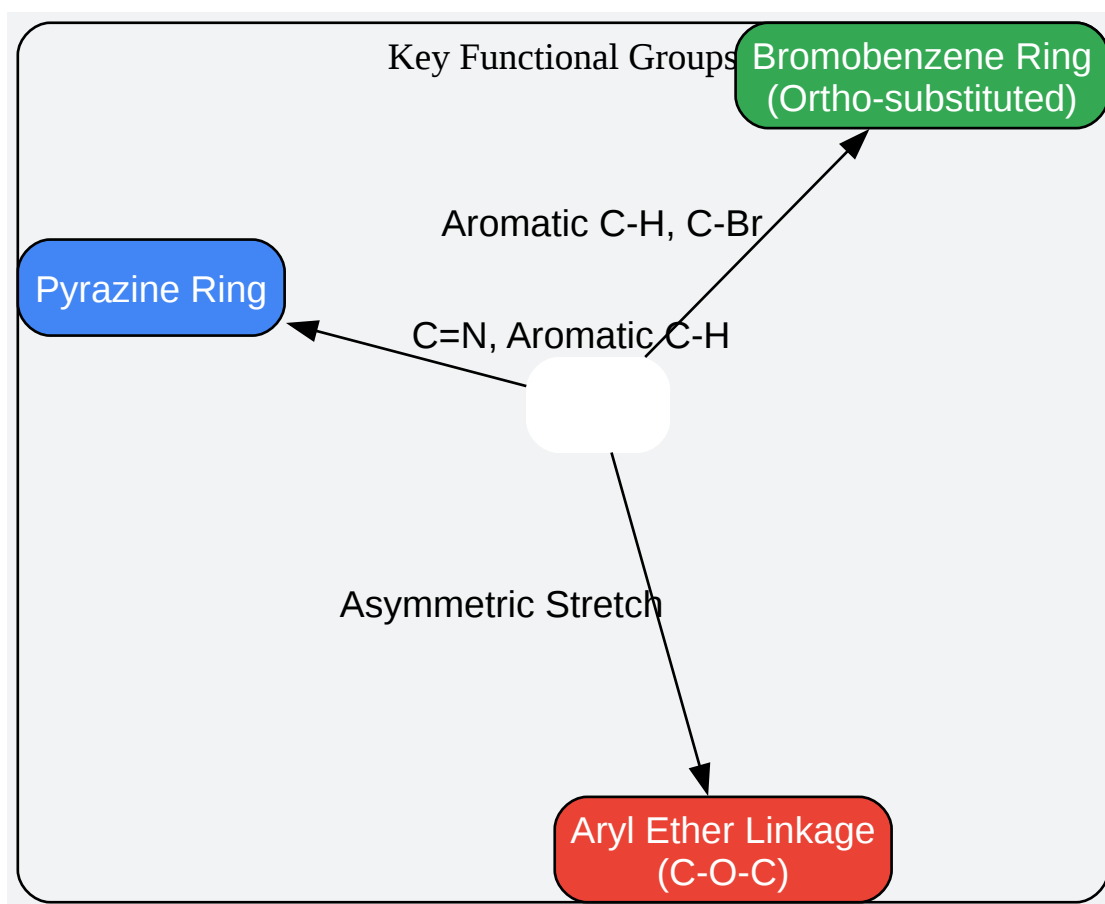 Key Functional Groups
Bromobenzene Ring
(Ortho-substituted)
Aromatic C-H, C-Br
Pyrazine Ring
C=N, Aromatic C-H
Asymmetric Stretch
Aryl Ether Linkage
(C-O-C)